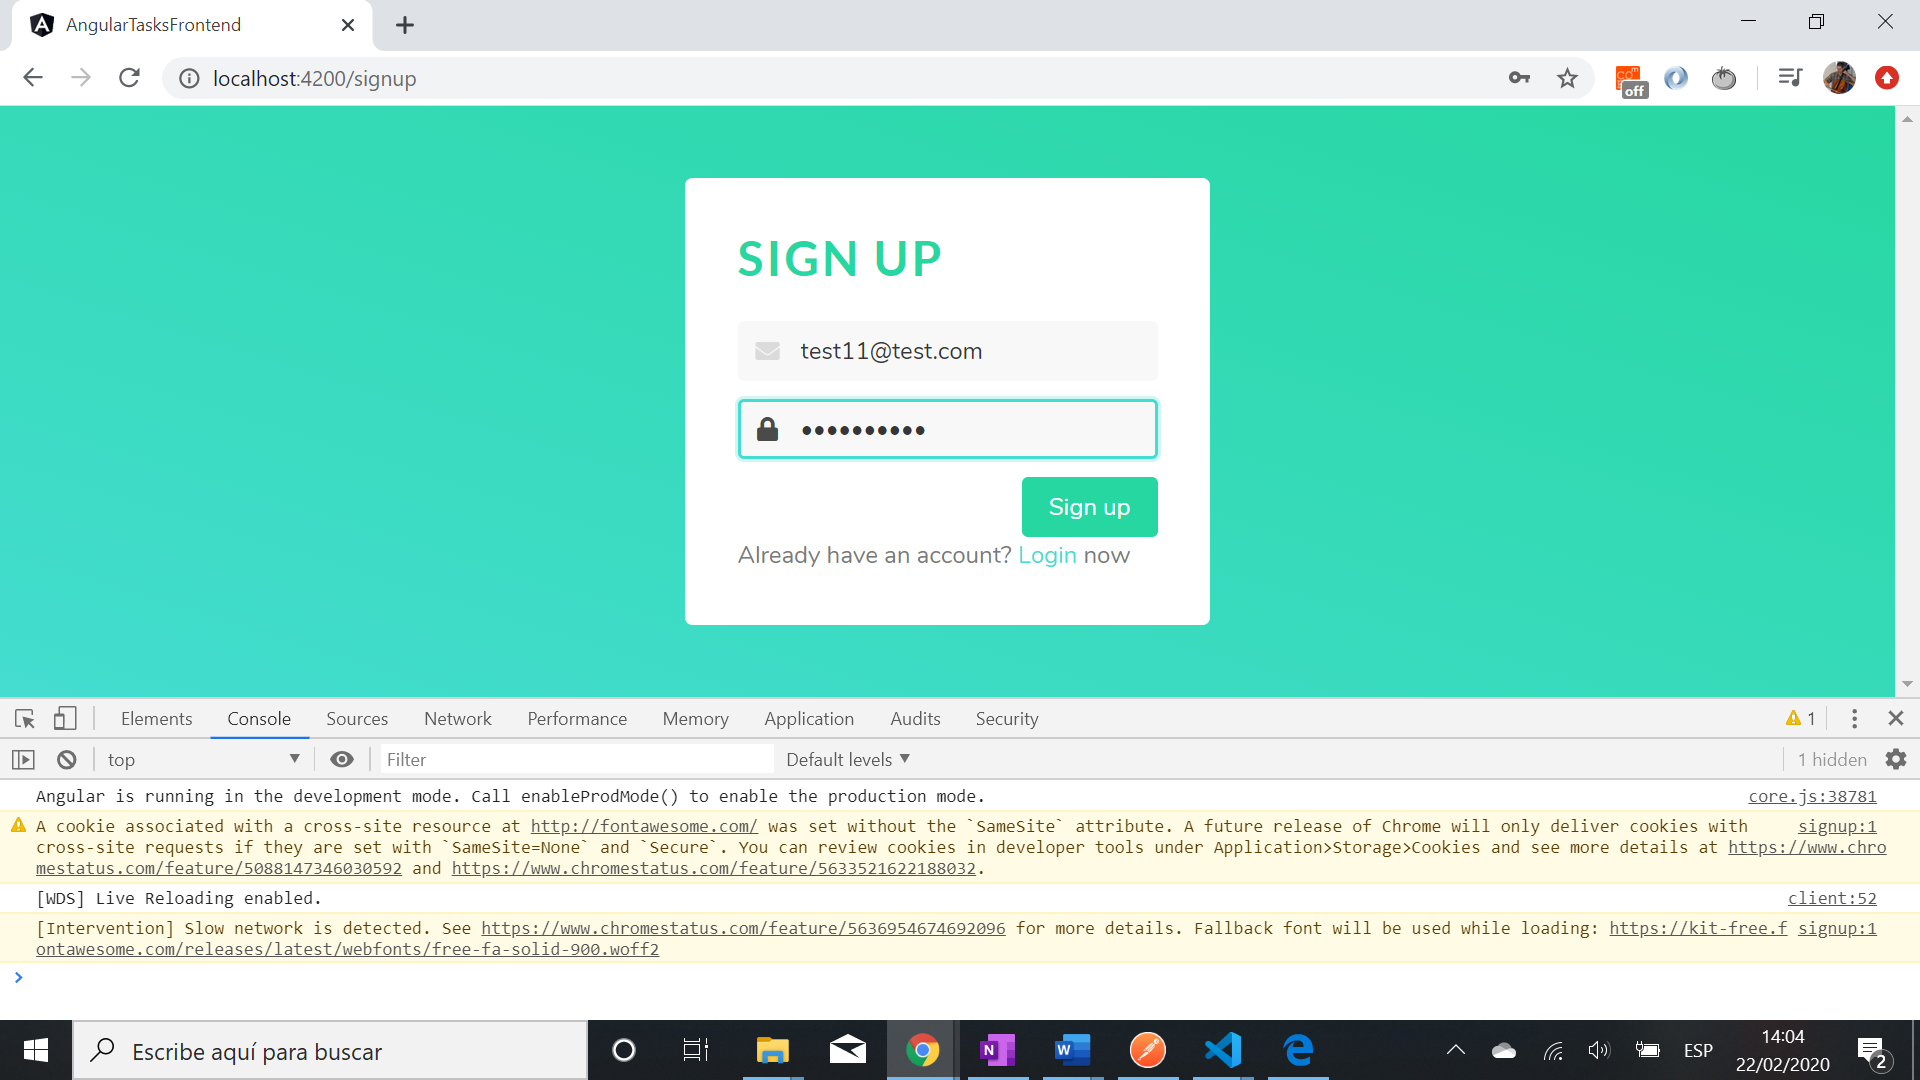 AngularTasksFrontend
localhost:4200/signup
off
SIGN UP
test11@test.com
••••••••••
Sign up
Already have an account? Login now
Elements Console Sources Network Performance Memory Application Audits Security 1
top Filter Default levels 1 hidden
Angular is running in the development mode. Call enableProdMode() to enable the production mode. core.js:38781
A cookie associated with a cross-site resource at http://fontawesome.com/ was set without the `SameSite` attribute. A future release of Chrome will only deliver cookies with signup:1
cross-site requests if they are set with `SameSite=None` and `Secure`. You can review cookies in developer tools under Application>Storage>Cookies and see more details at https://www.chro
mestatus.com/feature/5088147346030592 and https://www.chromestatus.com/feature/5633521622188032.
[WDS] Live Reloading enabled. client:52
[Intervention] Slow network is detected. See https://www.chromestatus.com/feature/5636954674692096 for more details. Fallback font will be used while loading: https://kit-free.f signup:1
ontawesome.com/releases/latest/webfonts/free-fa-solid-900.woff2
Escribe aquí para buscar
N
W
ESP
14:04
22/02/2020
2